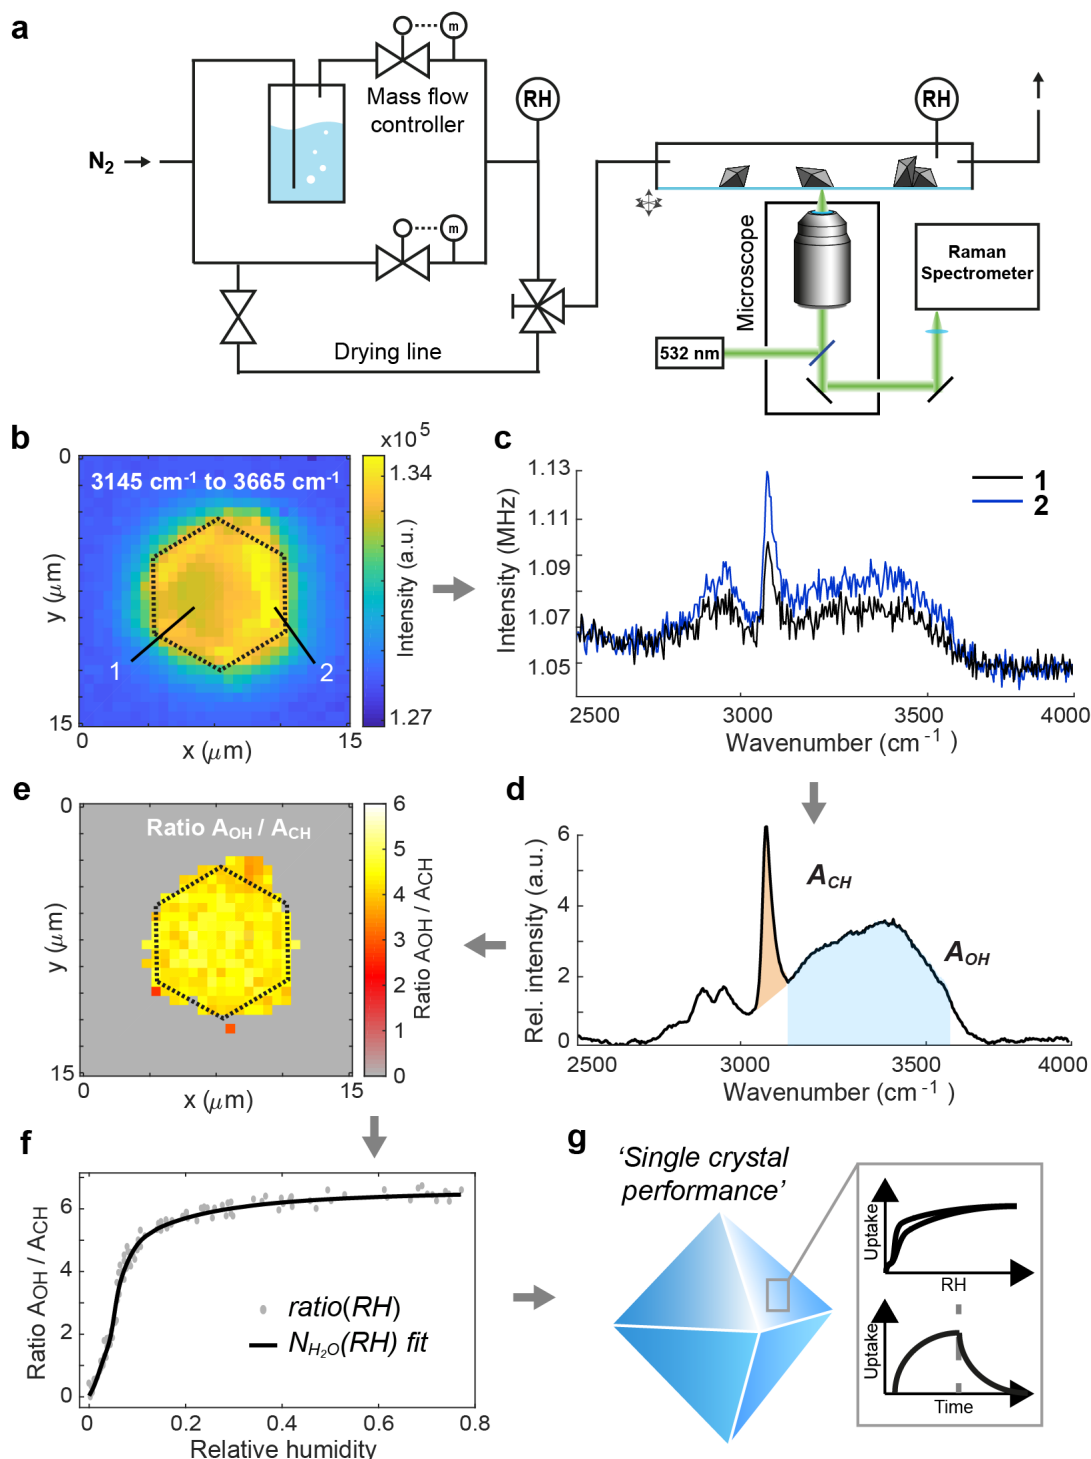 a
N2
Mass flow
controller
m
m
RH
RH
Drying line
Microscope
532 nm
Raman
Spectrometer
b
3145 cm-1 to 3665 cm-1
x10^5
1.34
1.27
Intensity (a.u.)
0
15
y (μm)
1
2
0
15
x (μm)
c
1
2
1.13
1.11
1.09
1.07
1.05
Intensity (MHz)
2500
3000
3500
4000
Wavenumber (cm-1 )
e
Ratio AOH / ACH
0
15
y (μm)
0
15
x (μm)
6
5
4
3
2
1
0
Ratio AOH / ACH
d
ACH
AOH
6
4
2
0
Rel. intensity (a.u.)
2500
3000
3500
4000
Wavenumber (cm-1 )
f
6
4
2
0
Ratio AOH / ACH
ratio(RH)
NH2O(RH) fit
0
0.2
0.4
0.6
0.8
Relative humidity
g
'Single crystal
performance'
Uptake
RH
Uptake
Time